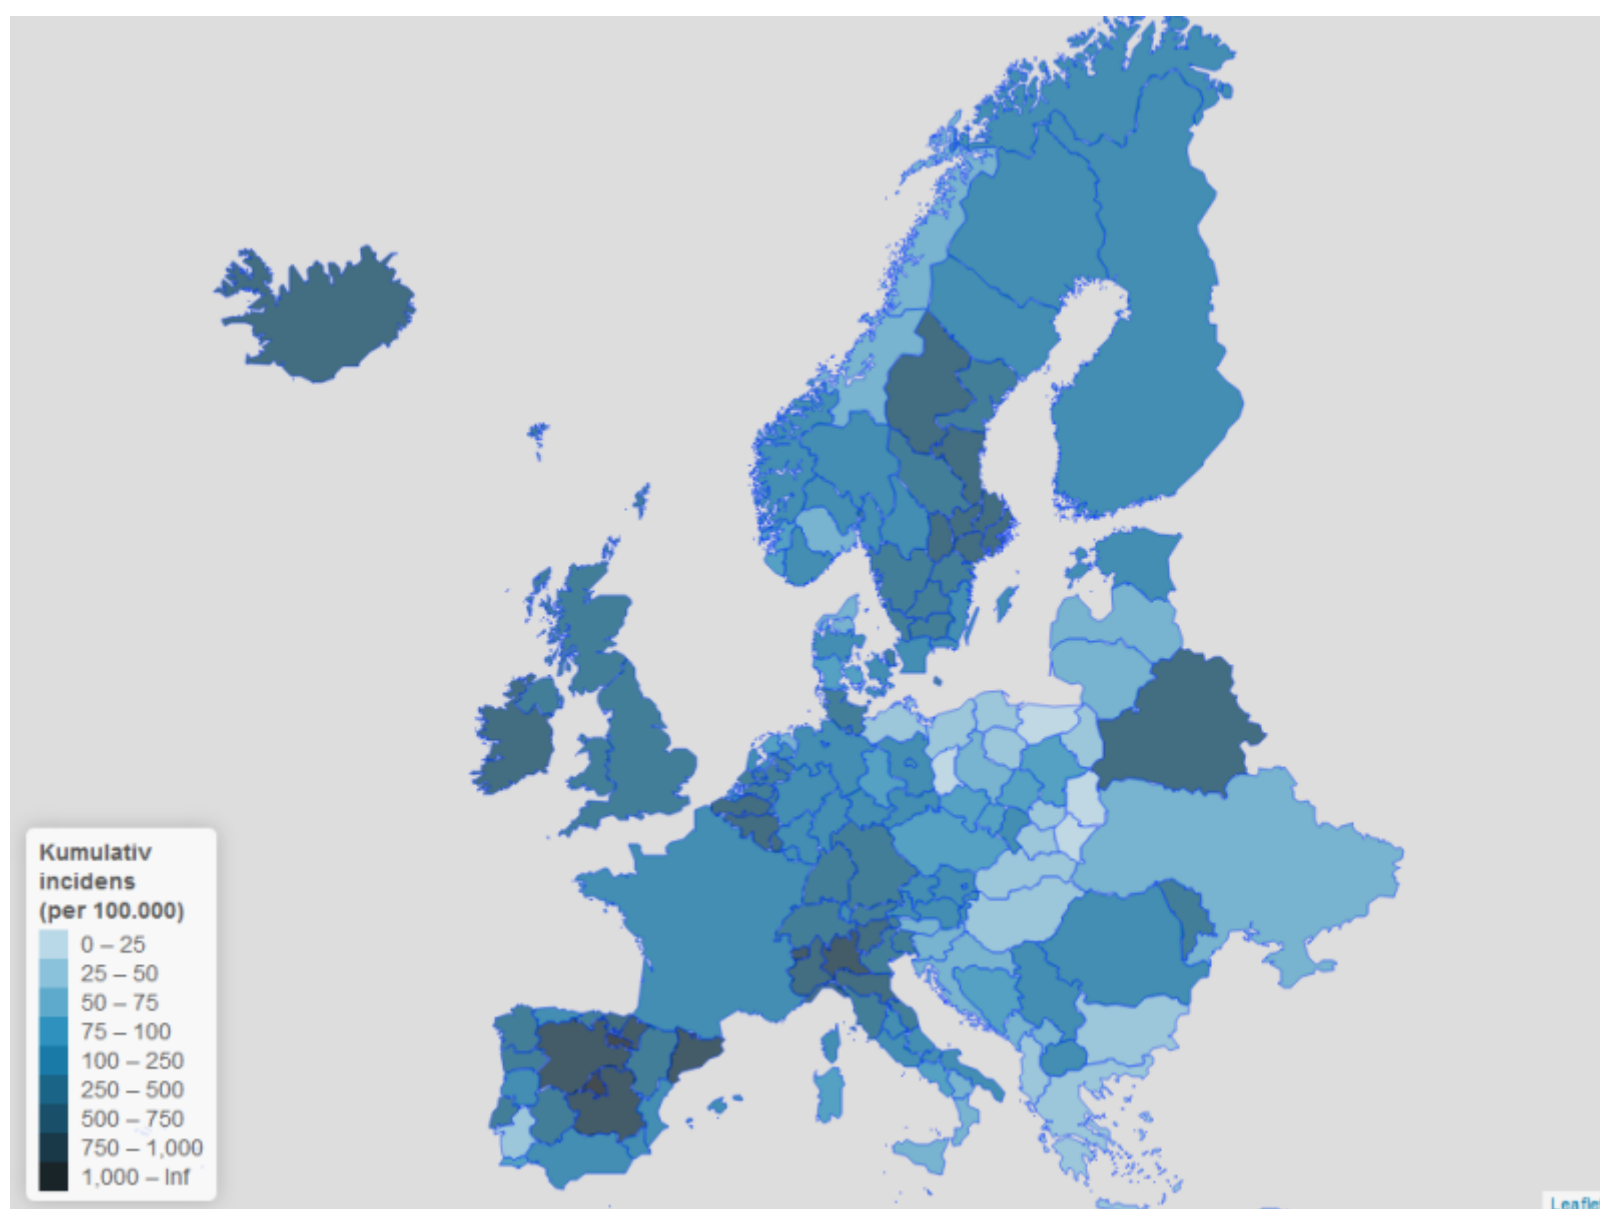 Kumulativ
incidens
(per 100.000)
0 – 25
25 – 50
50 – 75
75 – 100
100 – 250
250 – 500
500 – 750
750 – 1,000
1,000 – Inf